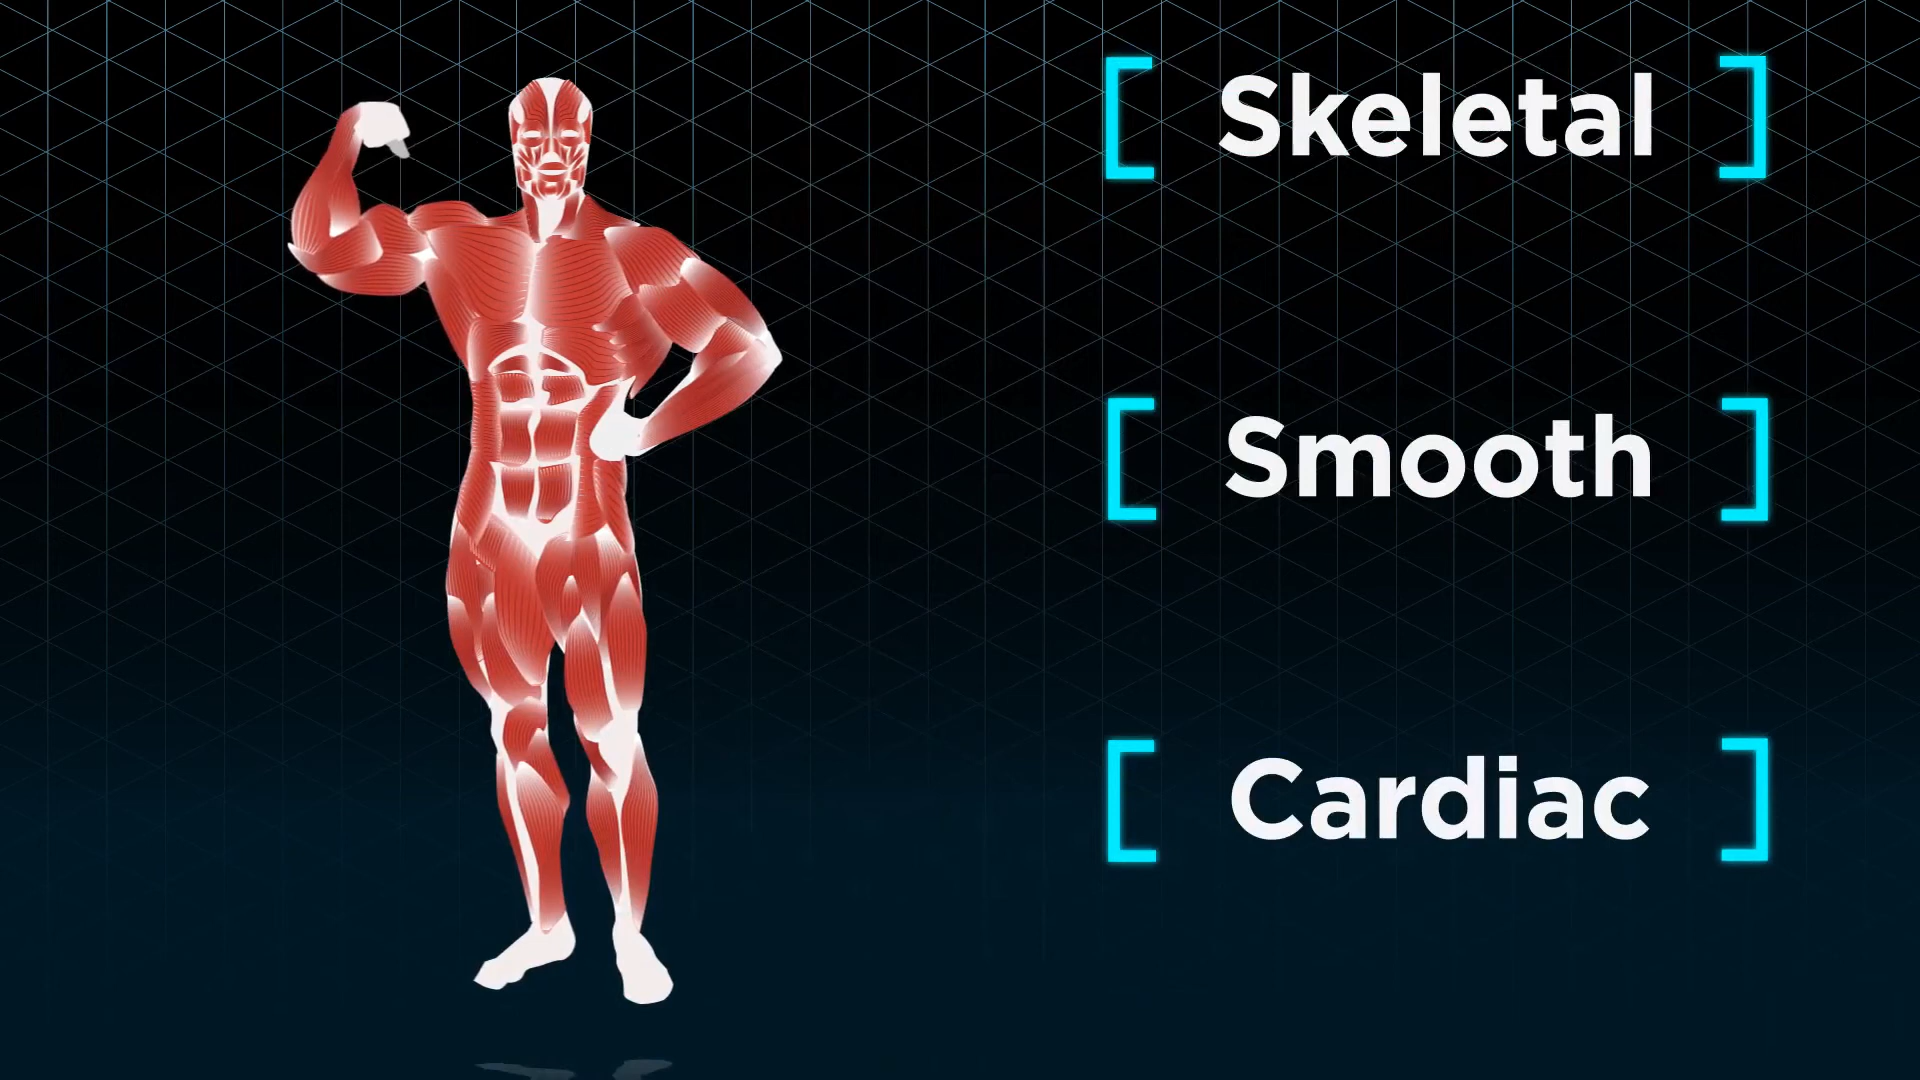 [ Skeletal ]
[ Smooth ]
[ Cardiac ]